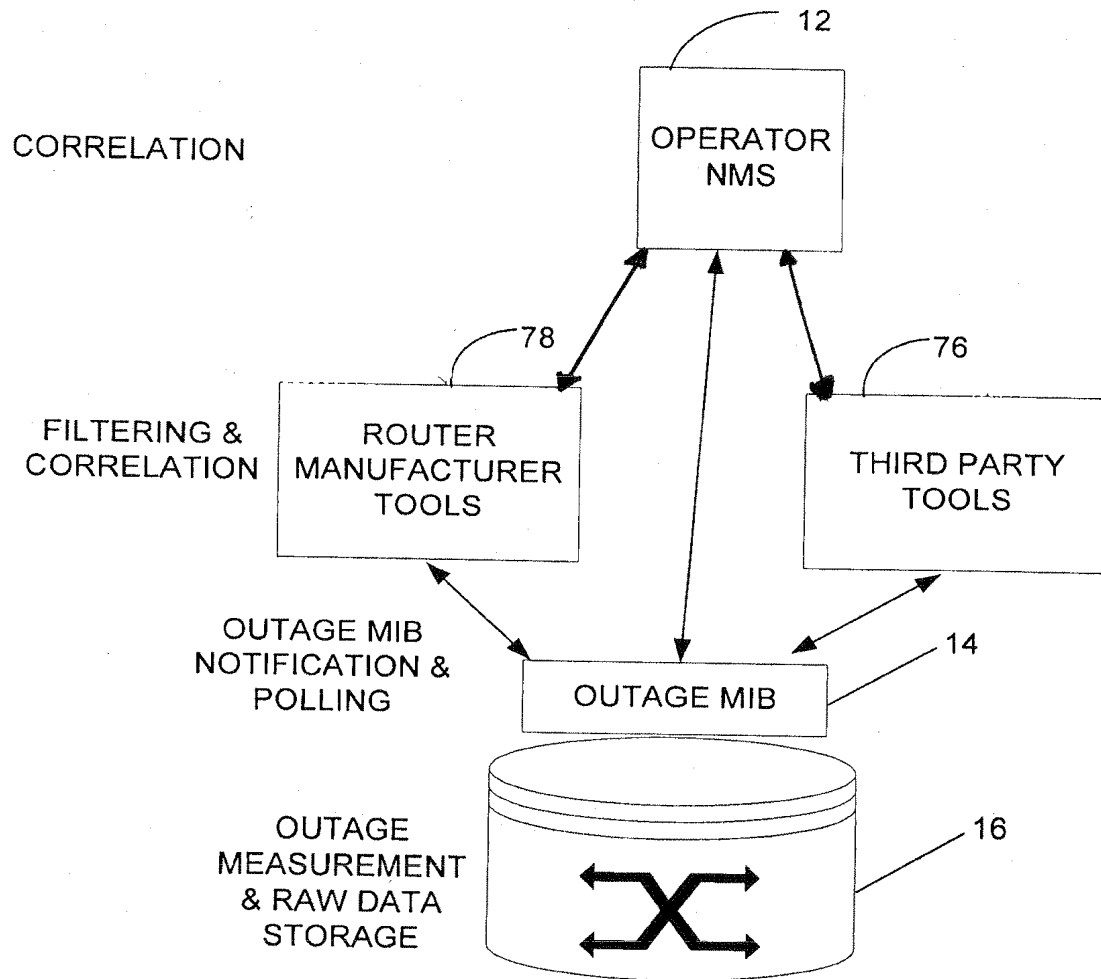 12
CORRELATION
OPERATOR
NMS
78
76
FILTERING &
CORRELATION
ROUTER
MANUFACTURER
TOOLS
THIRD PARTY
TOOLS
OUTAGE MIB
NOTIFICATION &
POLLING
14
OUTAGE MIB
OUTAGE
MEASUREMENT
& RAW DATA
STORAGE
16